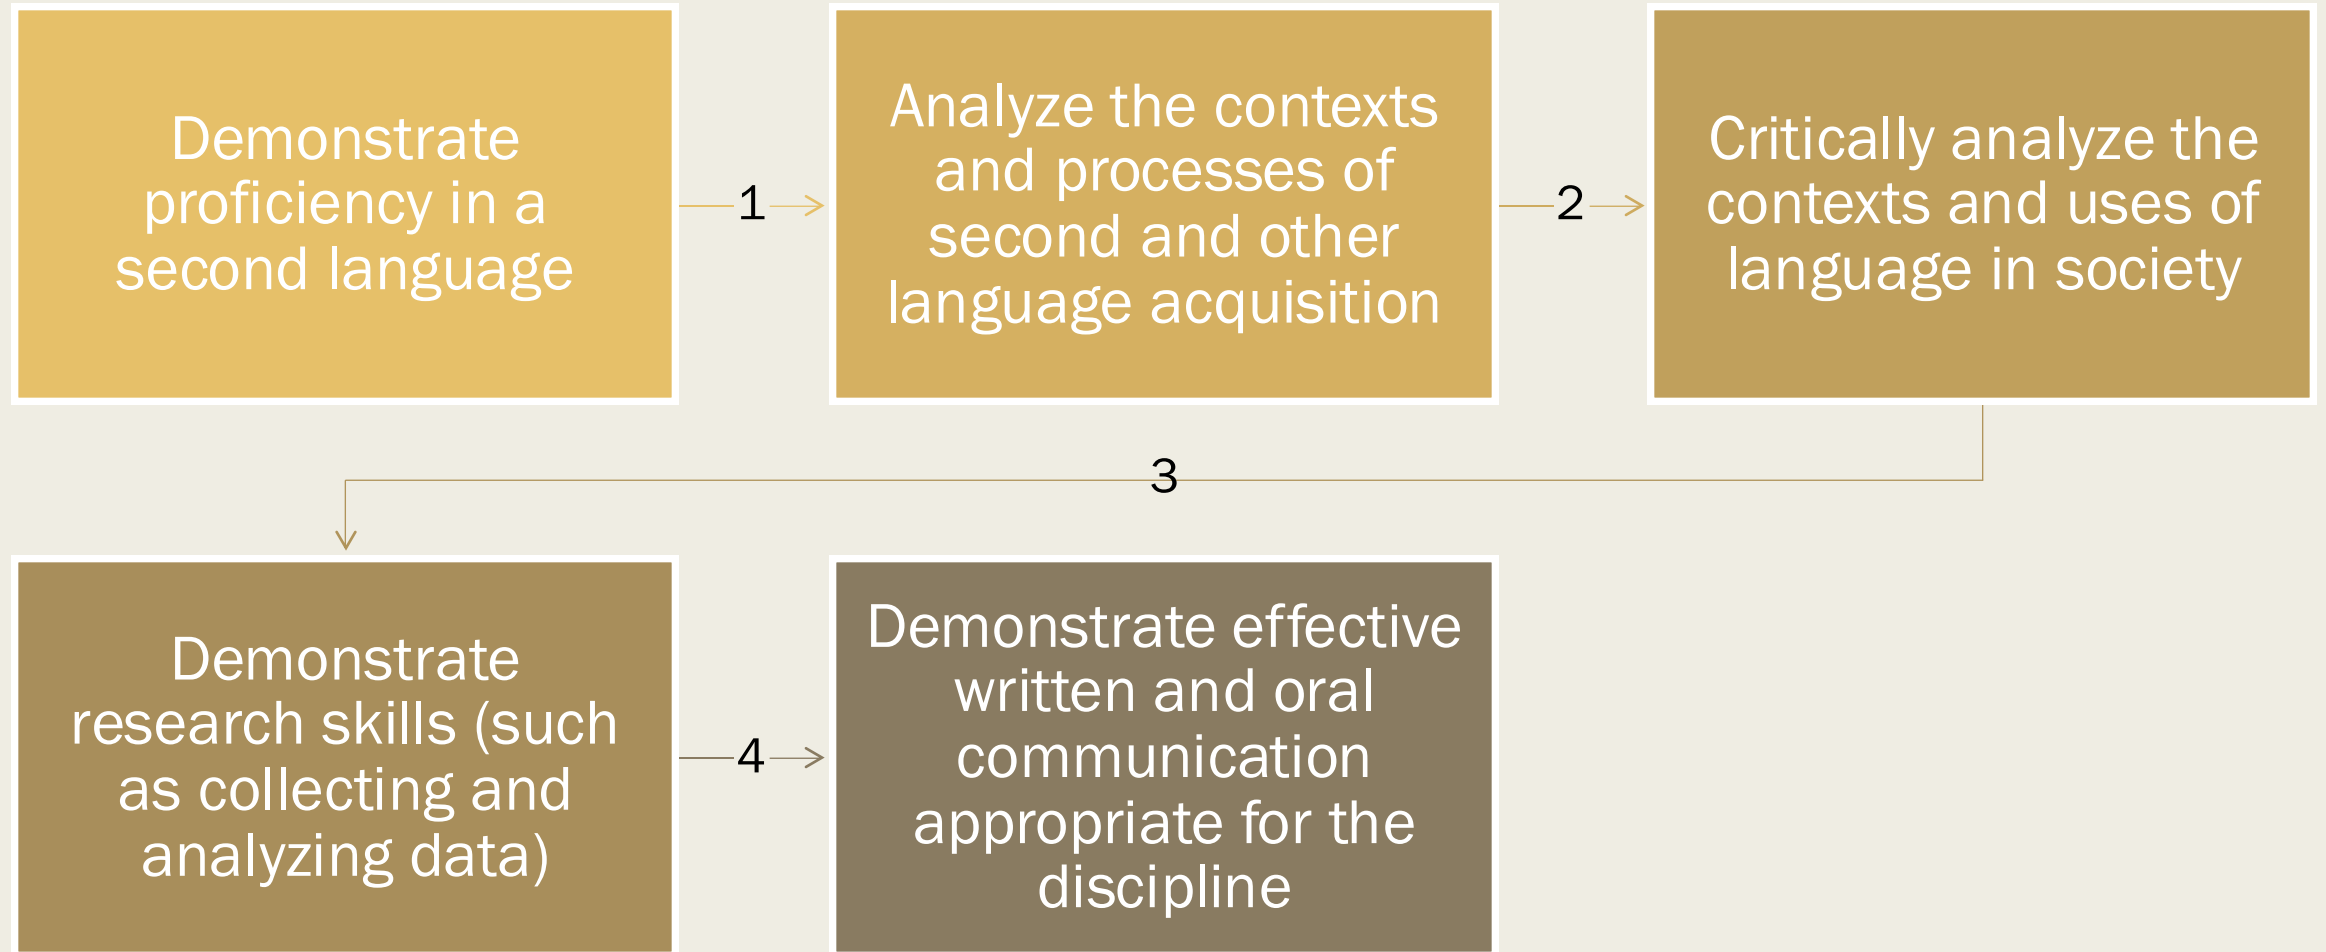 Demonstrate
proficiency in a
second language
1
Analyze the contexts
and processes of
second and other
language acquisition
2
Critically analyze the
contexts and uses of
language in society
3
Demonstrate
research skills (such
as collecting and
analyzing data)
4
Demonstrate effective
written and oral
communication
appropriate for the
discipline